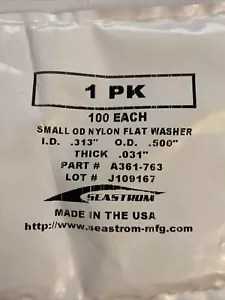 1 PK
100 EACH
SMALL OD NYLON FLAT WASHER
I.D. .313" O.D. .500"
THICK .031"
PART # A361-763
LOT # J109167
SEASTROM
MADE IN THE USA
http://www.seastrom-mfg.com